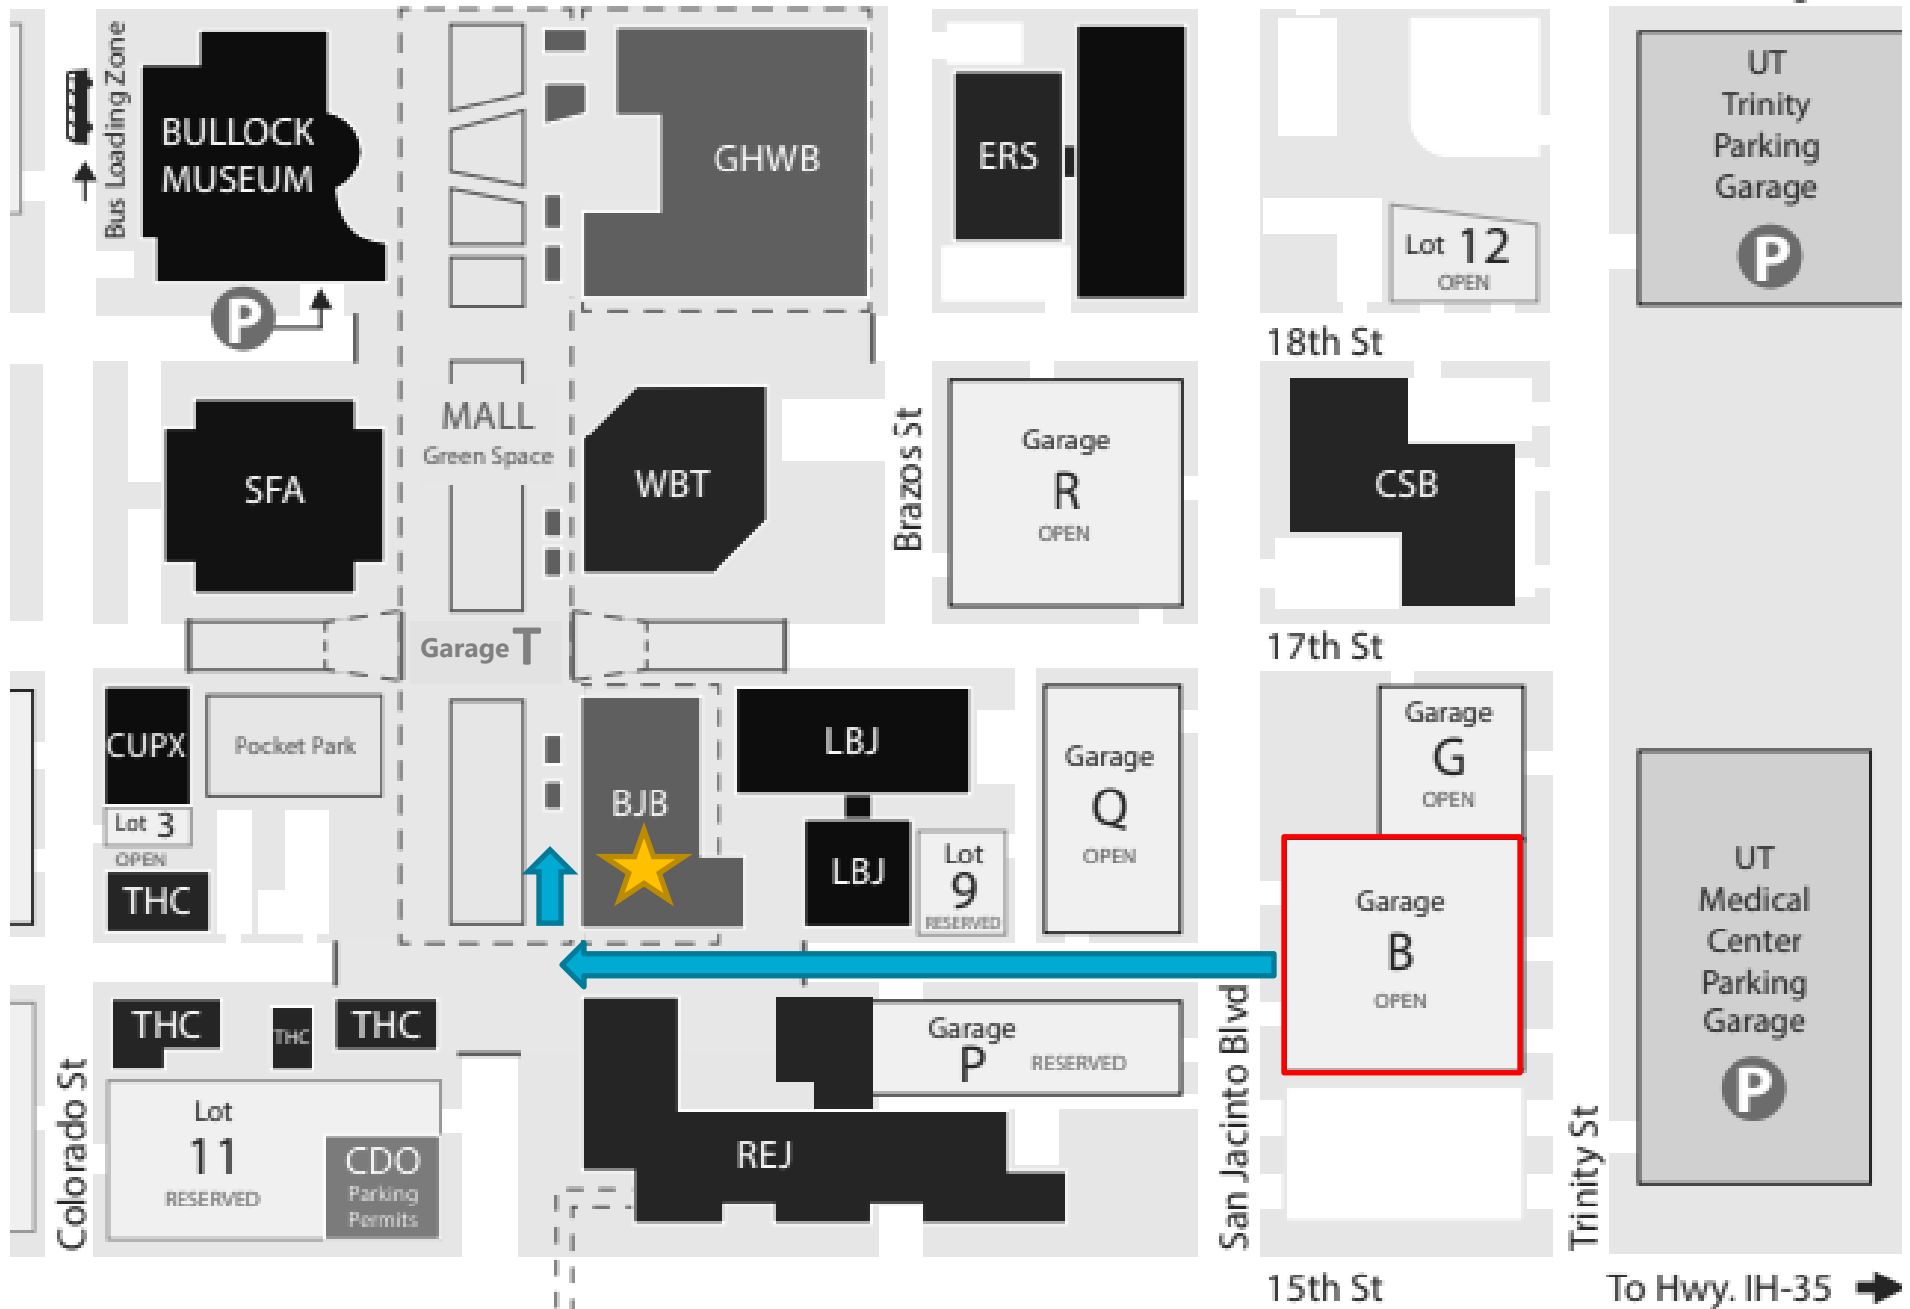 Bus Loading Zone
BULLOCK
MUSEUM
P
GHWB
ERS
Lot 12
OPEN
UT
Trinity
Parking
Garage
P
18th St
SFA
MALL
Green Space
WBT
Brazos St
Garage
R
OPEN
CSB
Garage T
17th St
CUPX
Pocket Park
Lot 3
OPEN
THC
BJB
LBJ
LBJ
Lot
9
RESERVED
Garage
Q
OPEN
Garage
G
OPEN
Garage
B
OPEN
UT
Medical
Center
Parking
Garage
P
THC
THC
THC
Colorado St
Lot
11
RESERVED
CDO
Parking
Permits
Garage
P RESERVED
REJ
San Jacinto Blvd
Trinity St
15th St
To Hwy. IH-35